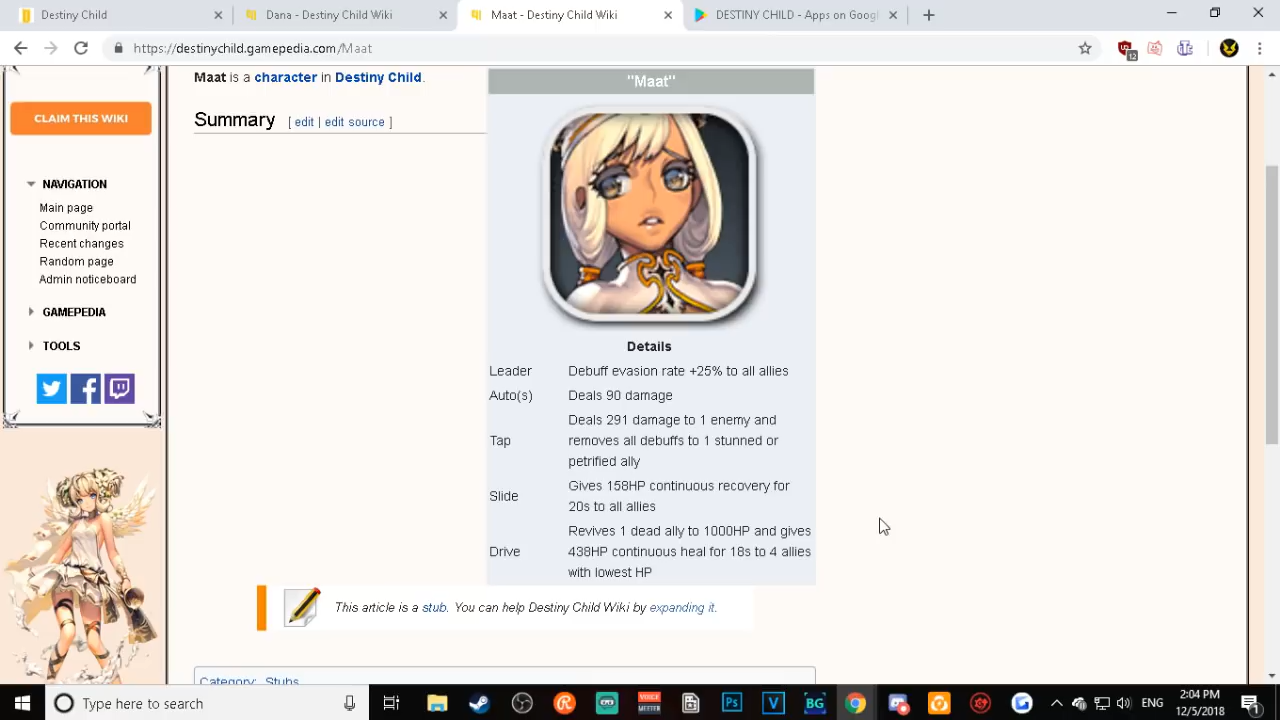 Destiny Child
Dana - Destiny Child Wiki
Maat - Destiny Child Wiki
DESTINY CHILD - Apps on Googl
https://destinychild.gamepedia.com/Maat
12
CLAIM THIS WIKI
NAVIGATION
Main page
Community portal
Recent changes
Random page
Admin noticeboard
GAMEPEDIA
TOOLS
Maat is a character in Destiny Child.
Summary [ edit | edit source ]
"Maat"
Details
Leader Debuff evasion rate +25% to all allies
Auto(s) Deals 90 damage
Tap Deals 291 damage to 1 enemy and
removes all debuffs to 1 stunned or
petrified ally
Slide Gives 158HP continuous recovery for
20s to all allies
Drive Revives 1 dead ally to 1000HP and gives
438HP continuous heal for 18s to 4 allies
with lowest HP
This article is a stub. You can help Destiny Child Wiki by expanding it.
Category: Stubs
Type here to search
VOICE
MEETER
Ps
V
BG
ENG
2:04 PM
12/5/2018
1